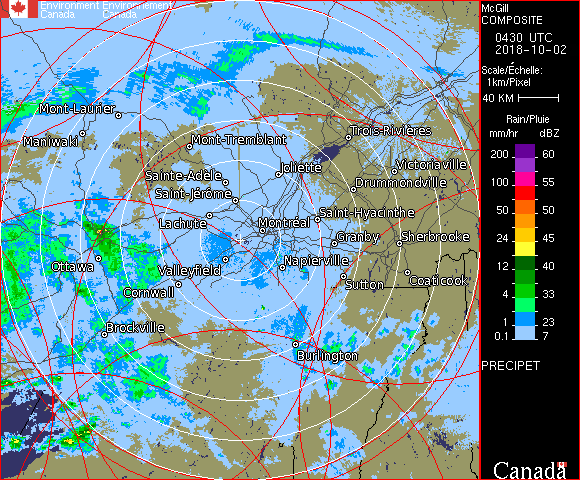 Environment Environnement
Canada Canada
McGill
COMPOSITE
0430 UTC
2018-10-02
Scale/Échelle:
1km/Pixel
40 KM
Rain/Pluie
mm/hr dBZ
200 60
100 55
50 50
24 45
12 40
4 33
1 23
0.1 7
PRECIPET
Canada
Mont-Laurier
Maniwaki
Mont-Tremblant
Trois-Rivières
Sainte-Adèle
Joliette
Victoriaville
Saint-Jérôme
Drummondville
Lachute
Montréal
Saint-Hyacinthe
Granby
Sherbrooke
Ottawa
Valleyfield
Napierville
Cornwall
Sutton
Coaticook
Brockville
Burlington